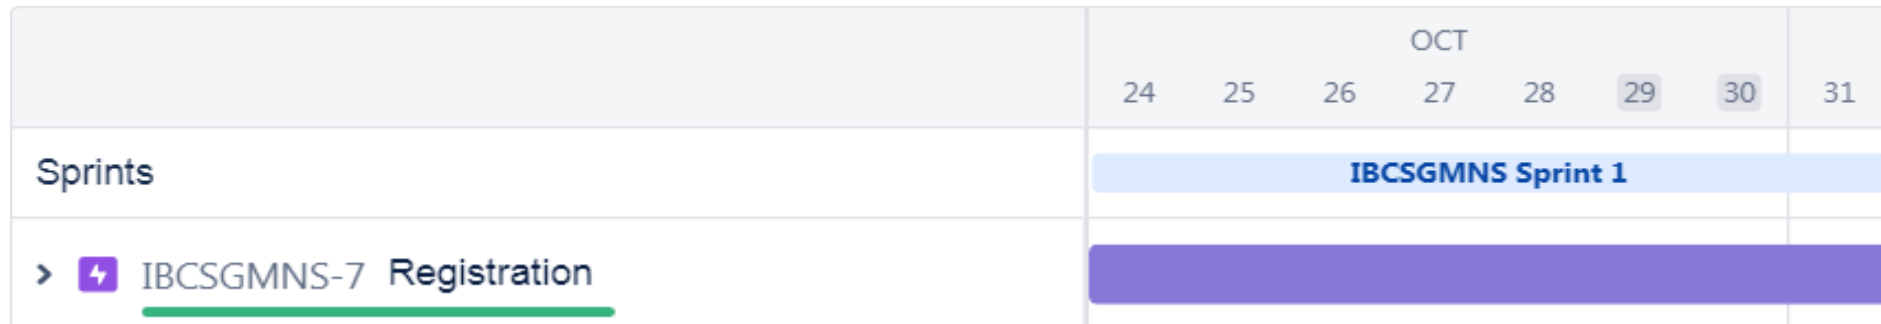 OCT
24 25 26 27 28 29 30 31
Sprints IBCSGMNS Sprint 1
IBCSGMNS-7 Registration